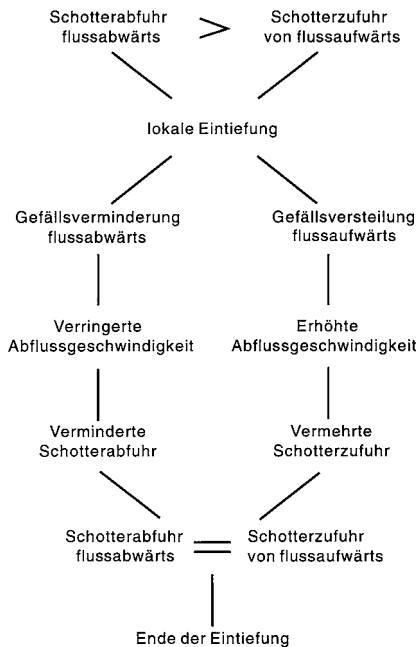 Schotterabfuhr
flussabwärts
>
Schotterzufuhr
von flussaufwärts
lokale Eintiefung
Gefällsverminderung
flussabwärts
Gefällsversteilung
flussaufwärts
Verringerte
Abflussgeschwindigkeit
Erhöhte
Abflussgeschwindigkeit
Verminderte
Schotterabfuhr
Vermehrte
Schotterzufuhr
Schotterabfuhr
flussabwärts
=
Schotterzufuhr
von flussaufwärts
Ende der Eintiefung